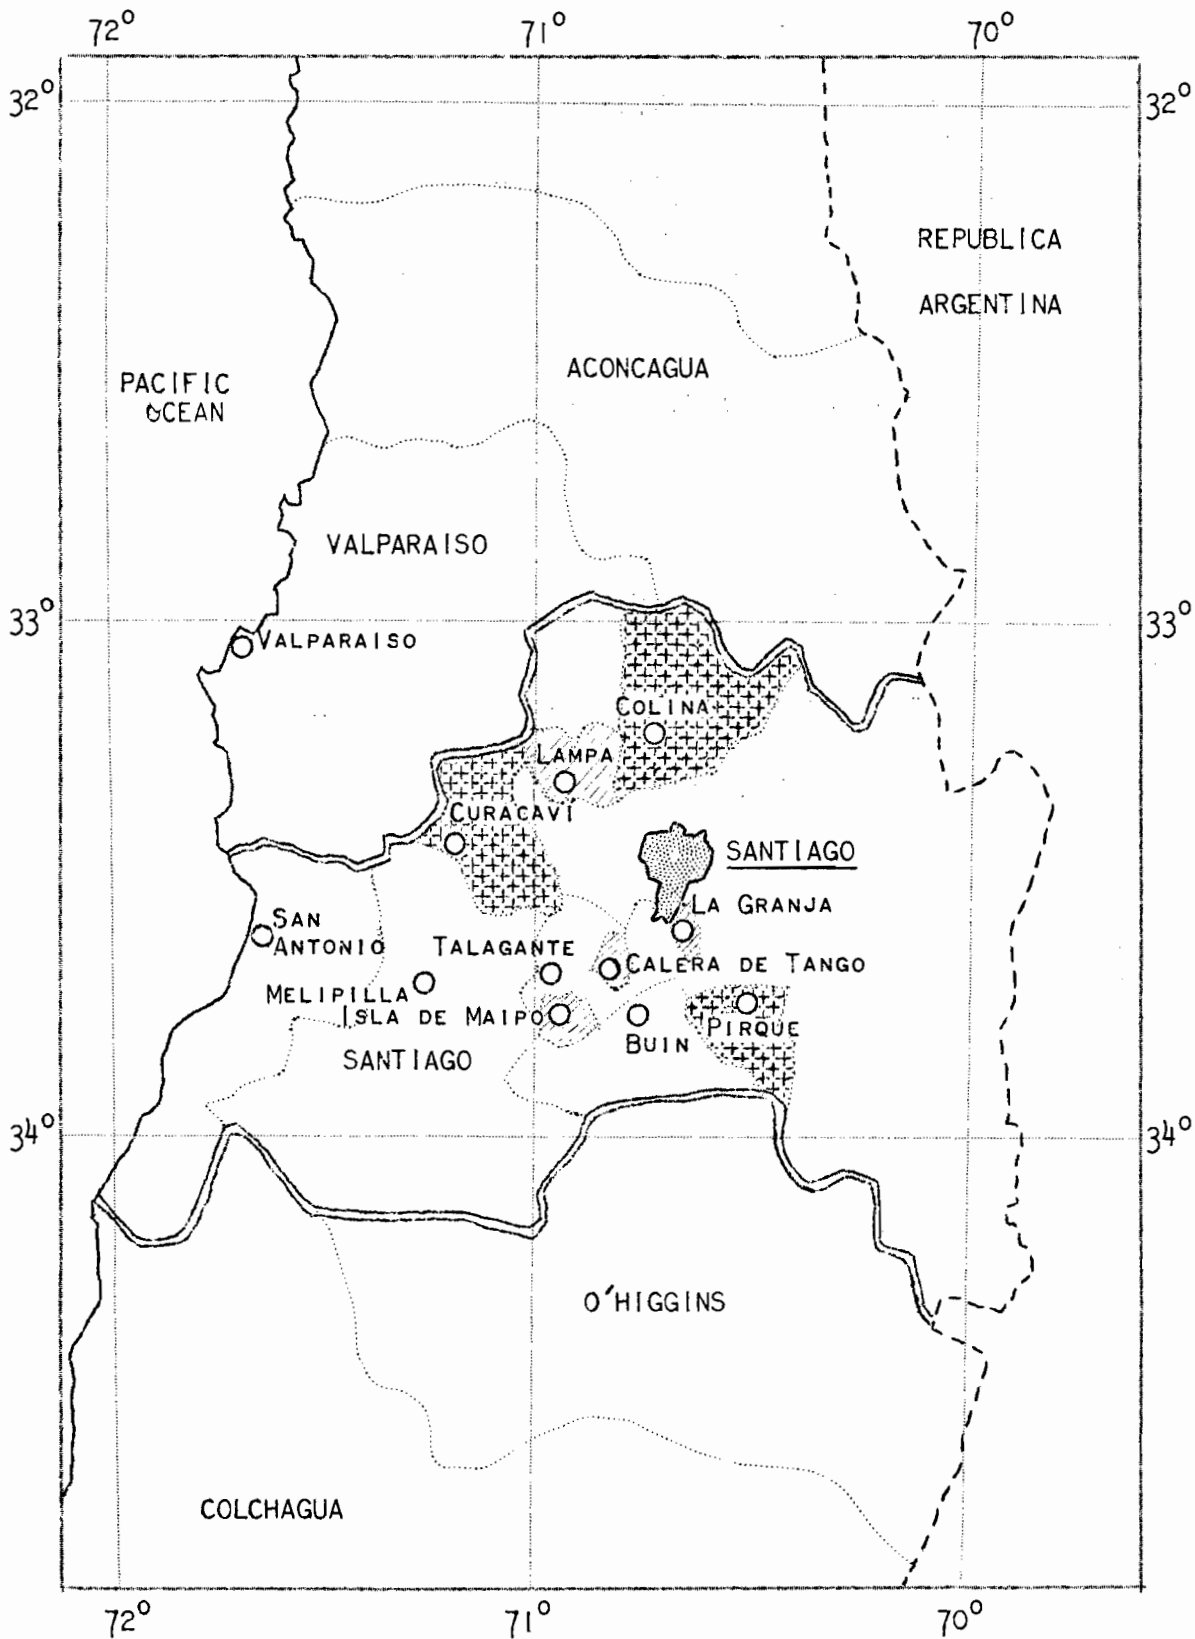 72° 71° 70°
32° 32°
REPUBLICA
ARGENTINA
ACONCAGUA
PACIFIC
OCEAN
VALPARAISO
33° 33°
VALPARAISO
COLINA
LAMPA
CURACAVI
SANTIAGO
LA GRANJA
SAN
ANTONIO
TALAGANTE
CALERA DE TANGO
MELIPILLA
ISLA DE MAIPO
PIRQUE
BUIN
SANTIAGO
34° 34°
O'HIGGINS
COLCHAGUA
72° 71° 70°